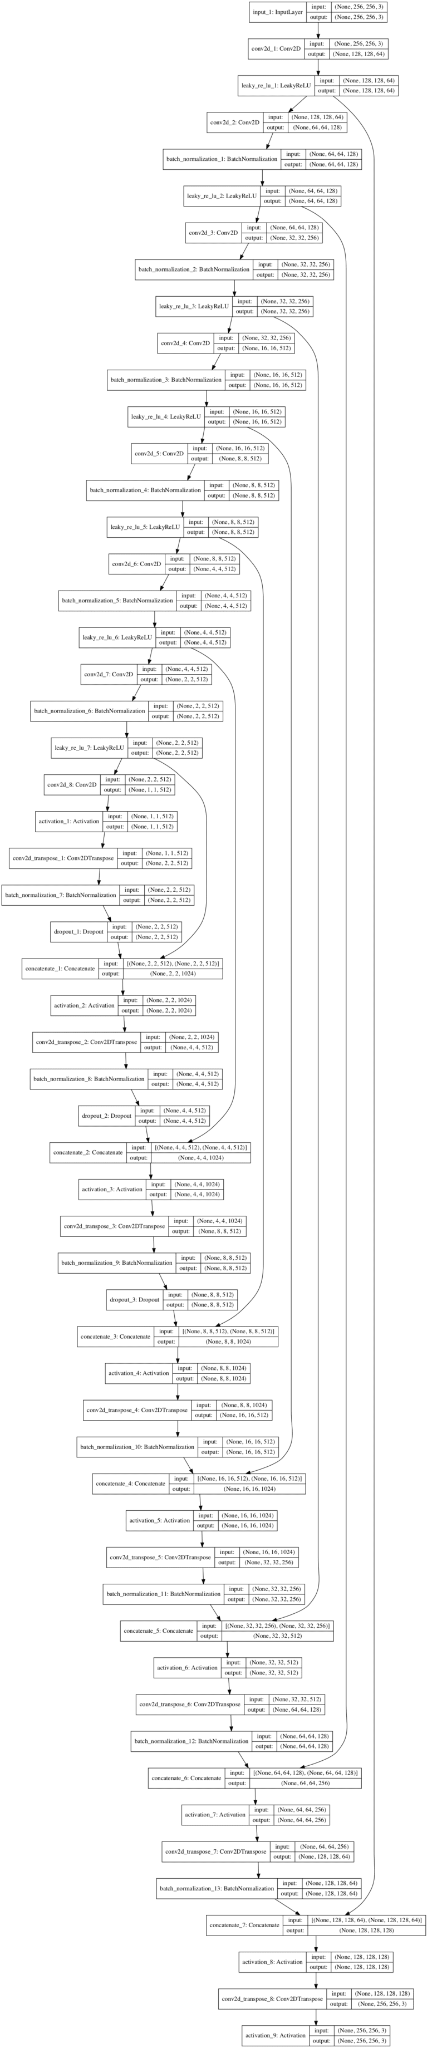 input_1: InputLayer input: (None, 256, 256, 3)
output: (None, 256, 256, 3)
conv2d_1: Conv2D input: (None, 256, 256, 3)
output: (None, 128, 128, 64)
leaky_re_lu_1: LeakyReLU input: (None, 128, 128, 64)
output: (None, 128, 128, 64)
conv2d_2: Conv2D input: (None, 128, 128, 64)
output: (None, 64, 64, 128)
batch_normalization_1: BatchNormalization input: (None, 64, 64, 128)
output: (None, 64, 64, 128)
leaky_re_lu_2: LeakyReLU input: (None, 64, 64, 128)
output: (None, 64, 64, 128)
conv2d_3: Conv2D input: (None, 64, 64, 128)
output: (None, 32, 32, 256)
batch_normalization_2: BatchNormalization input: (None, 32, 32, 256)
output: (None, 32, 32, 256)
leaky_re_lu_3: LeakyReLU input: (None, 32, 32, 256)
output: (None, 32, 32, 256)
conv2d_4: Conv2D input: (None, 32, 32, 256)
output: (None, 16, 16, 512)
batch_normalization_3: BatchNormalization input: (None, 16, 16, 512)
output: (None, 16, 16, 512)
leaky_re_lu_4: LeakyReLU input: (None, 16, 16, 512)
output: (None, 16, 16, 512)
conv2d_5: Conv2D input: (None, 16, 16, 512)
output: (None, 8, 8, 512)
batch_normalization_4: BatchNormalization input: (None, 8, 8, 512)
output: (None, 8, 8, 512)
leaky_re_lu_5: LeakyReLU input: (None, 8, 8, 512)
output: (None, 8, 8, 512)
conv2d_6: Conv2D input: (None, 8, 8, 512)
output: (None, 4, 4, 512)
batch_normalization_5: BatchNormalization input: (None, 4, 4, 512)
output: (None, 4, 4, 512)
leaky_re_lu_6: LeakyReLU input: (None, 4, 4, 512)
output: (None, 4, 4, 512)
conv2d_7: Conv2D input: (None, 4, 4, 512)
output: (None, 2, 2, 512)
batch_normalization_6: BatchNormalization input: (None, 2, 2, 512)
output: (None, 2, 2, 512)
leaky_re_lu_7: LeakyReLU input: (None, 2, 2, 512)
output: (None, 2, 2, 512)
conv2d_8: Conv2D input: (None, 2, 2, 512)
output: (None, 1, 1, 512)
activation_1: Activation input: (None, 1, 1, 512)
output: (None, 1, 1, 512)
conv2d_transpose_1: Conv2DTranspose input: (None, 1, 1, 512)
output: (None, 2, 2, 512)
batch_normalization_7: BatchNormalization input: (None, 2, 2, 512)
output: (None, 2, 2, 512)
dropout_1: Dropout input: (None, 2, 2, 512)
output: (None, 2, 2, 512)
concatenate_1: Concatenate input: [(None, 2, 2, 512), (None, 2, 2, 512)]
output: (None, 2, 2, 1024)
activation_2: Activation input: (None, 2, 2, 1024)
output: (None, 2, 2, 1024)
conv2d_transpose_2: Conv2DTranspose input: (None, 2, 2, 1024)
output: (None, 4, 4, 512)
batch_normalization_8: BatchNormalization input: (None, 4, 4, 512)
output: (None, 4, 4, 512)
dropout_2: Dropout input: (None, 4, 4, 512)
output: (None, 4, 4, 512)
concatenate_2: Concatenate input: [(None, 4, 4, 512), (None, 4, 4, 512)]
output: (None, 4, 4, 1024)
activation_3: Activation input: (None, 4, 4, 1024)
output: (None, 4, 4, 1024)
conv2d_transpose_3: Conv2DTranspose input: (None, 4, 4, 1024)
output: (None, 8, 8, 512)
batch_normalization_9: BatchNormalization input: (None, 8, 8, 512)
output: (None, 8, 8, 512)
dropout_3: Dropout input: (None, 8, 8, 512)
output: (None, 8, 8, 512)
concatenate_3: Concatenate input: [(None, 8, 8, 512), (None, 8, 8, 512)]
output: (None, 8, 8, 1024)
activation_4: Activation input: (None, 8, 8, 1024)
output: (None, 8, 8, 1024)
conv2d_transpose_4: Conv2DTranspose input: (None, 8, 8, 1024)
output: (None, 16, 16, 512)
batch_normalization_10: BatchNormalization input: (None, 16, 16, 512)
output: (None, 16, 16, 512)
concatenate_4: Concatenate input: [(None, 16, 16, 512), (None, 16, 16, 512)]
output: (None, 16, 16, 1024)
activation_5: Activation input: (None, 16, 16, 1024)
output: (None, 16, 16, 1024)
conv2d_transpose_5: Conv2DTranspose input: (None, 16, 16, 1024)
output: (None, 32, 32, 256)
batch_normalization_11: BatchNormalization input: (None, 32, 32, 256)
output: (None, 32, 32, 256)
concatenate_5: Concatenate input: [(None, 32, 32, 256), (None, 32, 32, 256)]
output: (None, 32, 32, 512)
activation_6: Activation input: (None, 32, 32, 512)
output: (None, 32, 32, 512)
conv2d_transpose_6: Conv2DTranspose input: (None, 32, 32, 512)
output: (None, 64, 64, 128)
batch_normalization_12: BatchNormalization input: (None, 64, 64, 128)
output: (None, 64, 64, 128)
concatenate_6: Concatenate input: [(None, 64, 64, 128), (None, 64, 64, 128)]
output: (None, 64, 64, 256)
activation_7: Activation input: (None, 64, 64, 256)
output: (None, 64, 64, 256)
conv2d_transpose_7: Conv2DTranspose input: (None, 64, 64, 256)
output: (None, 128, 128, 64)
batch_normalization_13: BatchNormalization input: (None, 128, 128, 64)
output: (None, 128, 128, 64)
concatenate_7: Concatenate input: [(None, 128, 128, 64), (None, 128, 128, 64)]
output: (None, 128, 128, 128)
activation_8: Activation input: (None, 128, 128, 128)
output: (None, 128, 128, 128)
conv2d_transpose_8: Conv2DTranspose input: (None, 128, 128, 128)
output: (None, 256, 256, 3)
activation_9: Activation input: (None, 256, 256, 3)
output: (None, 256, 256, 3)